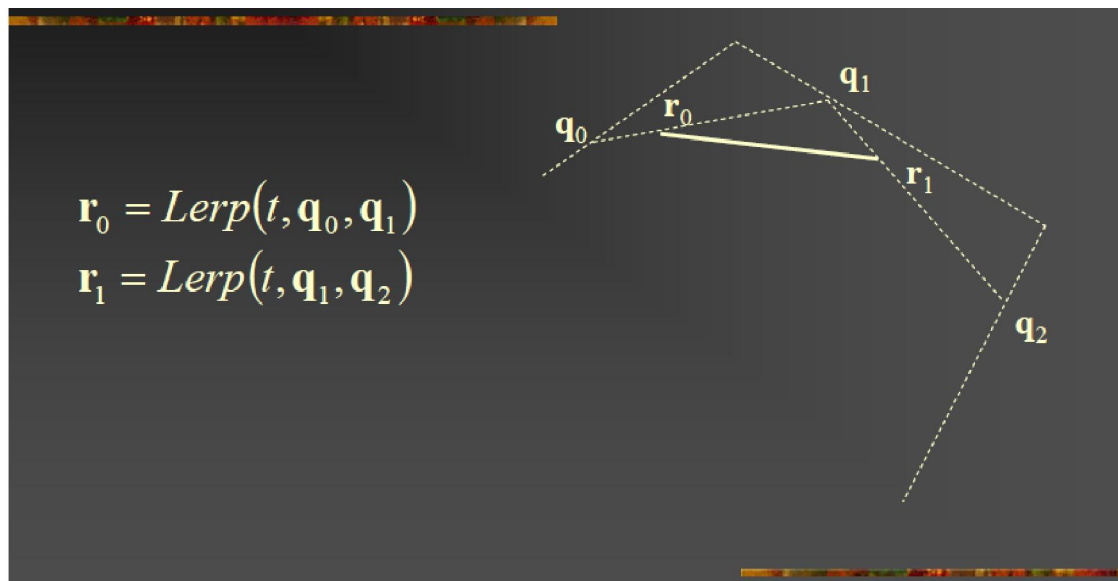 q₀
r₀
q₁
r₁
q₂
r₀ = Lerp(t, q₀, q₁)
r₁ = Lerp(t, q₁, q₂)